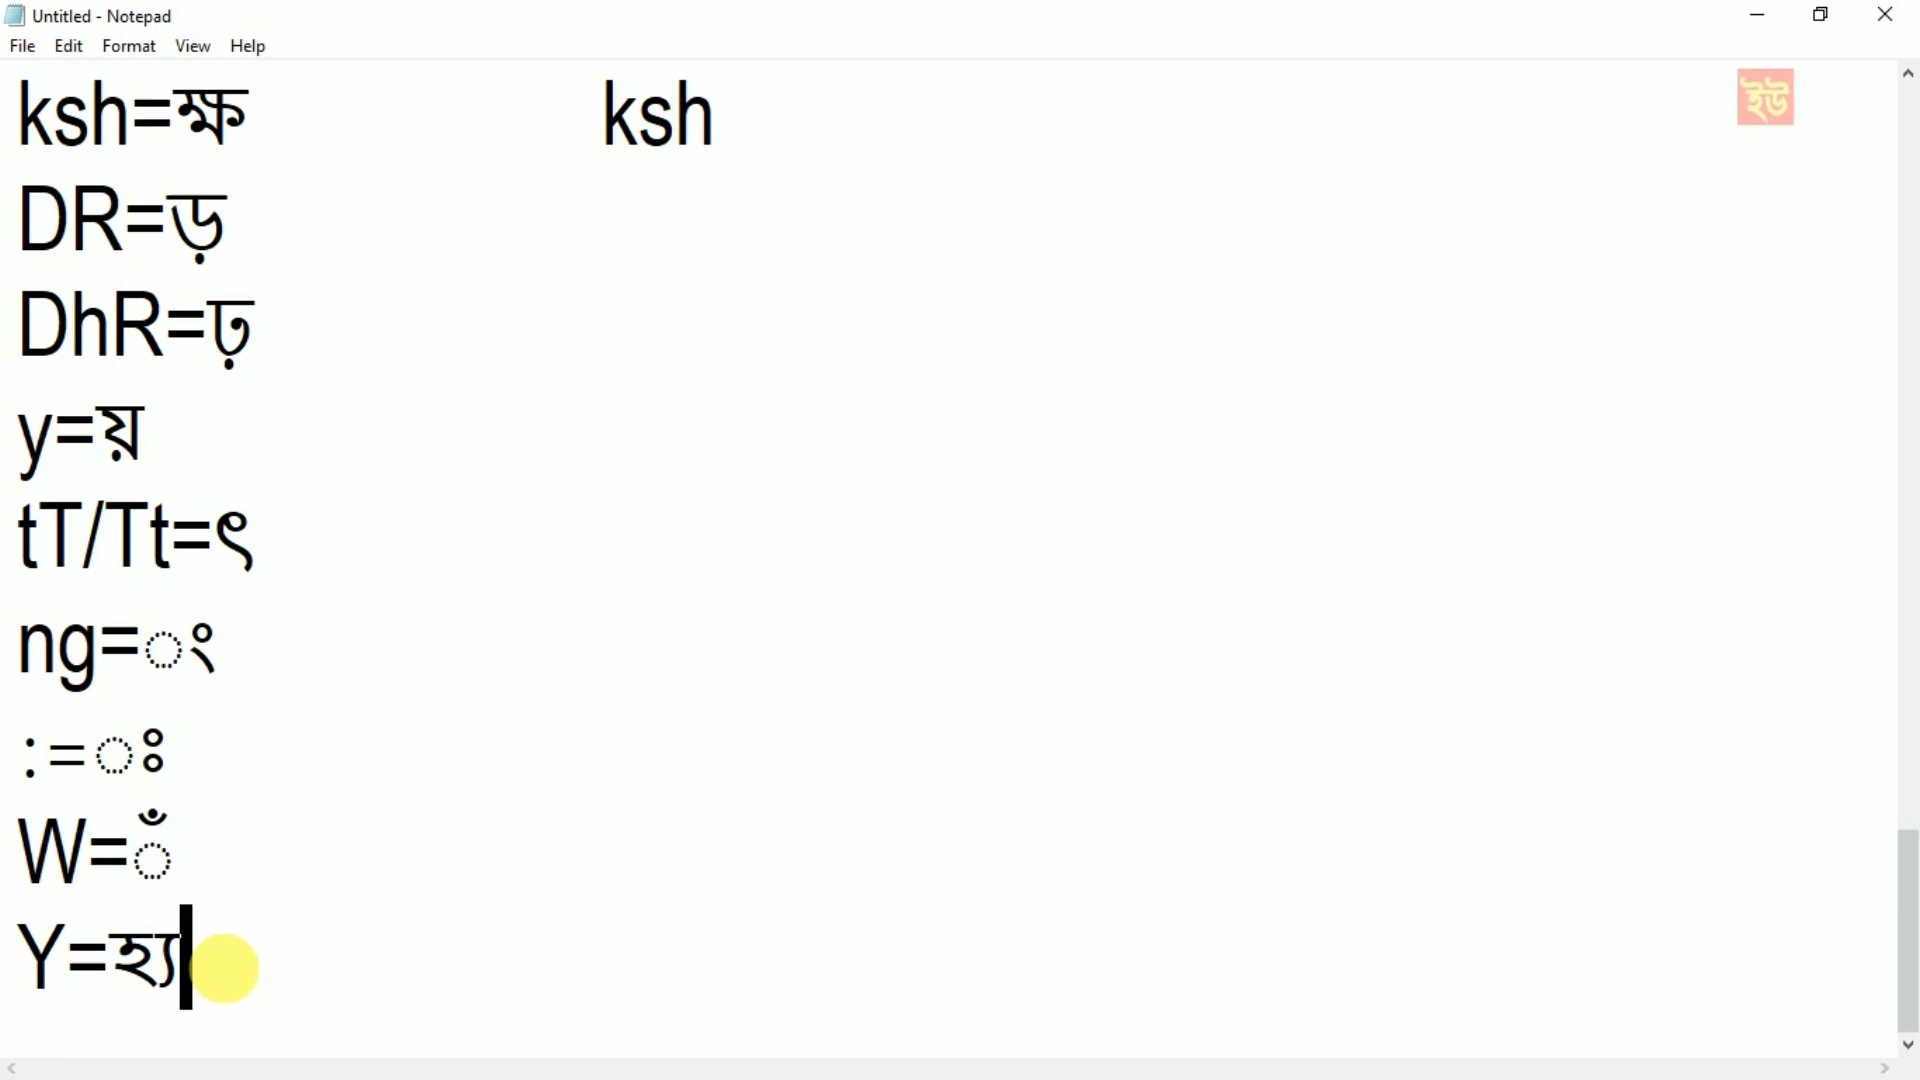 Untitled - Notepad
File Edit Format View Help
ksh=ক্ষ ksh
ইউ
DR=ড়
DhR=ঢ়
y=য়
tT/Tt=ৎ
ng=ং
:=ঃ
W=ঁ
Y=হ্য